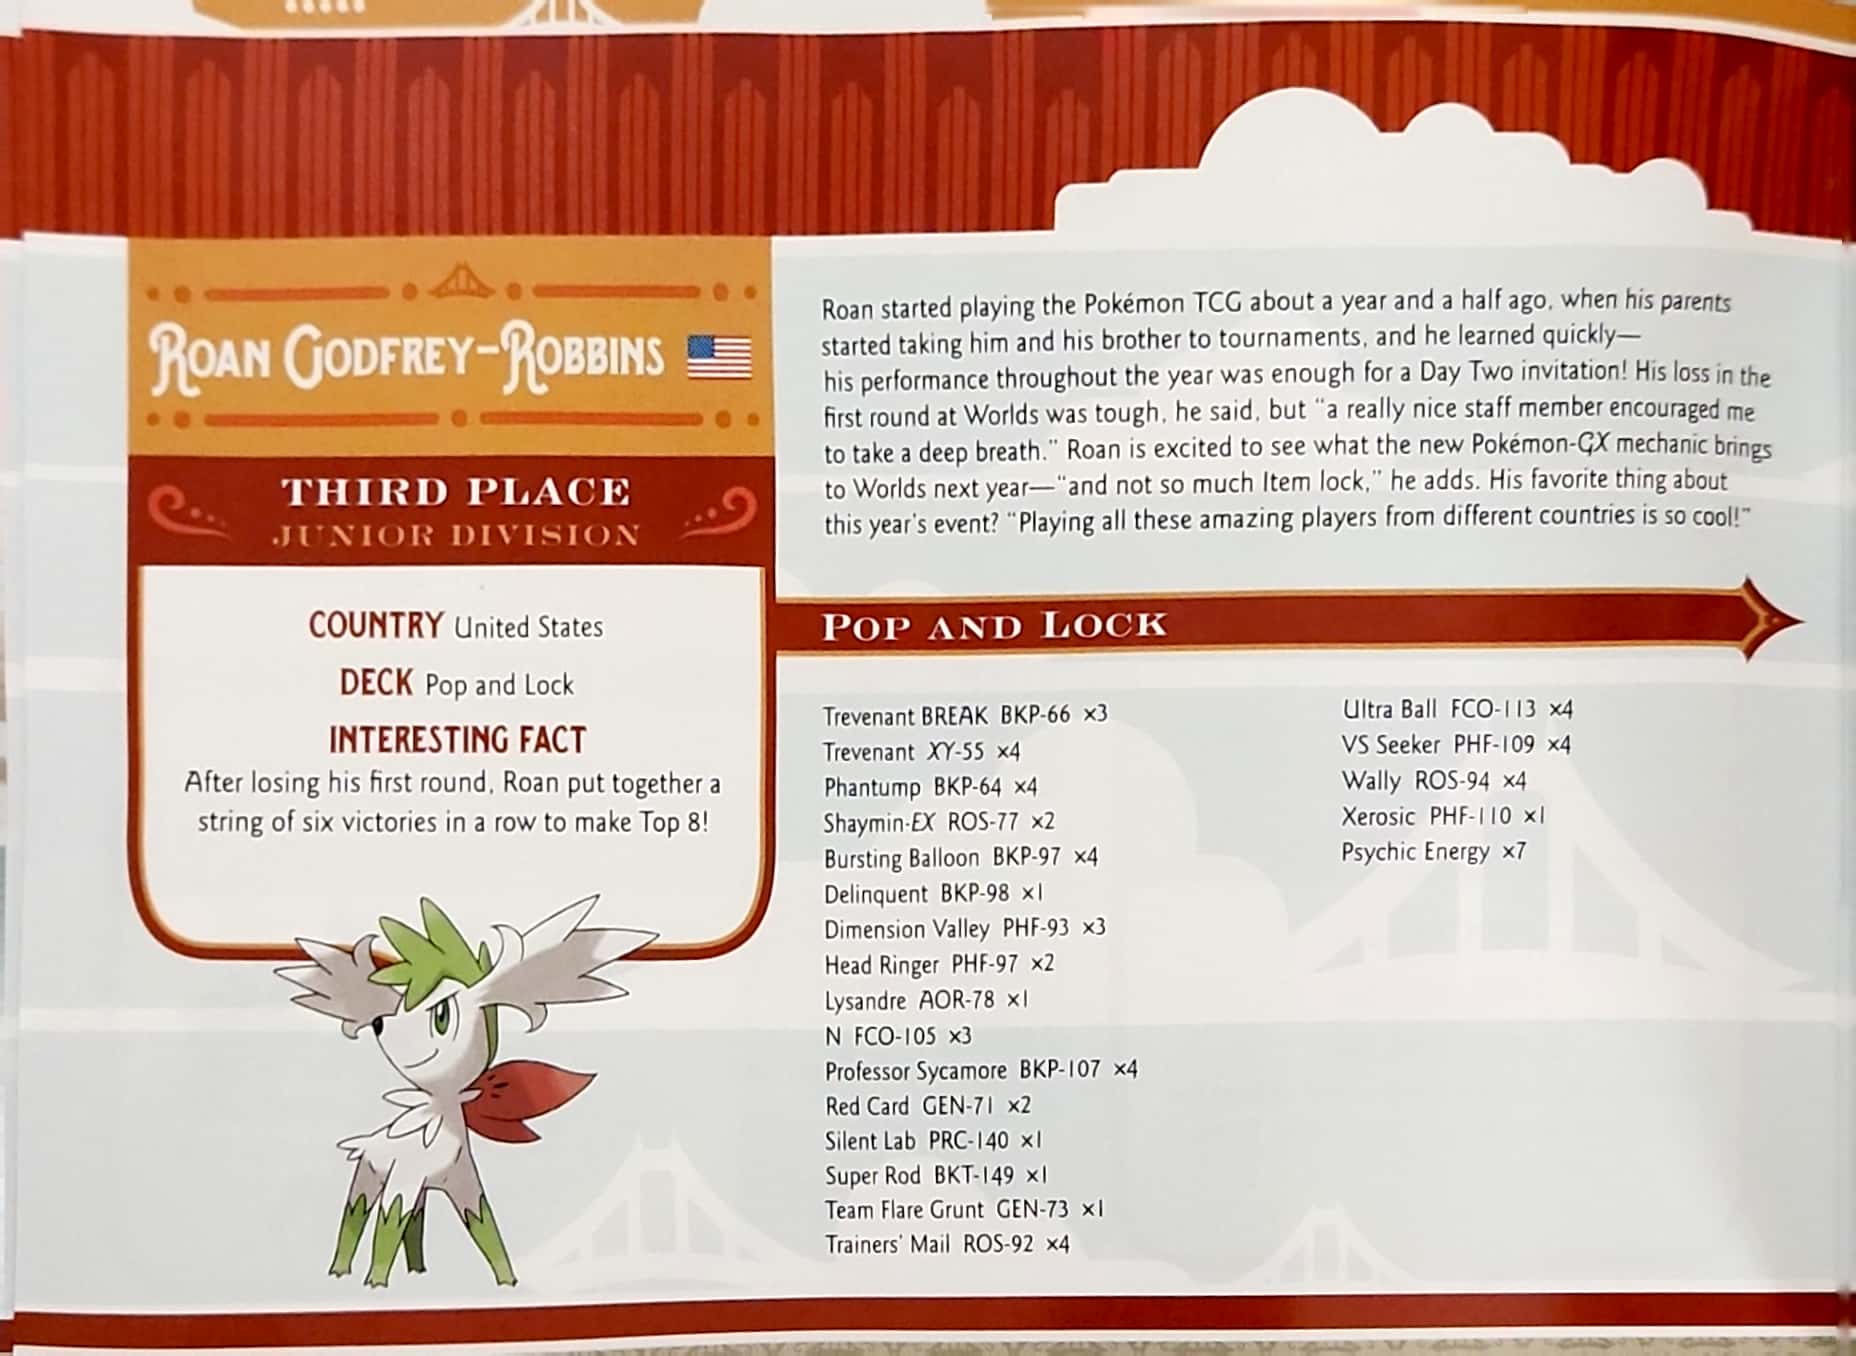 Roan Godfrey-Robbins
THIRD PLACE
JUNIOR DIVISION
COUNTRY United States
DECK Pop and Lock
INTERESTING FACT
After losing his first round, Roan put together a
string of six victories in a row to make Top 8!
Roan started playing the Pokémon TCG about a year and a half ago, when his parents
started taking him and his brother to tournaments, and he learned quickly—
his performance throughout the year was enough for a Day Two invitation! His loss in the
first round at Worlds was tough, he said, but “a really nice staff member encouraged me
to take a deep breath.” Roan is excited to see what the new Pokémon-GX mechanic brings
to Worlds next year—“and not so much Item lock,” he adds. His favorite thing about
this year's event? “Playing all these amazing players from different countries is so cool!”
Pop and Lock
Trevenant BREAK BKP-66 ×3
Trevenant XY-55 ×4
Phantump BKP-64 ×4
Shaymin-EX ROS-77 ×2
Bursting Balloon BKP-97 ×4
Delinquent BKP-98 ×1
Dimension Valley PHF-93 ×3
Head Ringer PHF-97 ×2
Lysandre AOR-78 ×1
N FCO-105 ×3
Professor Sycamore BKP-107 ×4
Red Card GEN-71 ×2
Silent Lab PRC-140 ×1
Super Rod BKT-149 ×1
Team Flare Grunt GEN-73 ×1
Trainers' Mail ROS-92 ×4
Ultra Ball FCO-113 ×4
VS Seeker PHF-109 ×4
Wally ROS-94 ×4
Xerosic PHF-110 ×1
Psychic Energy ×7